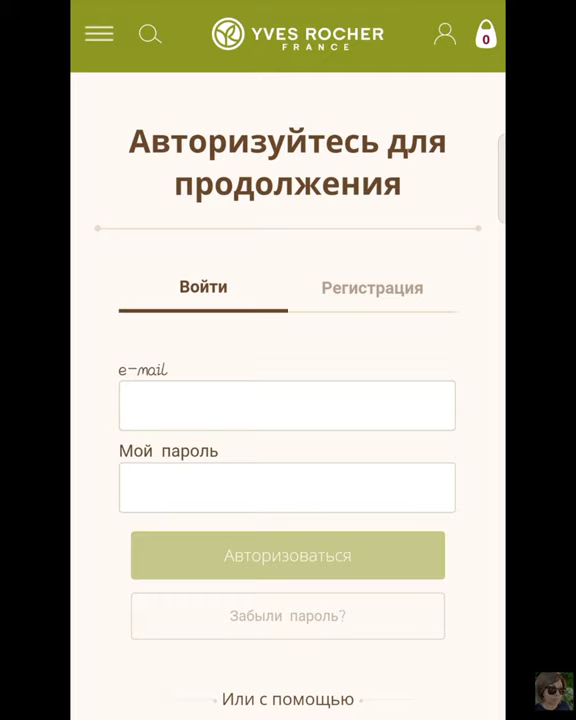 YVES ROCHER
FRANCE
0
Авторизуйтесь для
продолжения
Войти
Регистрация
e-mail
Мой пароль
Авторизоваться
Забыли пароль?
Или с помощью